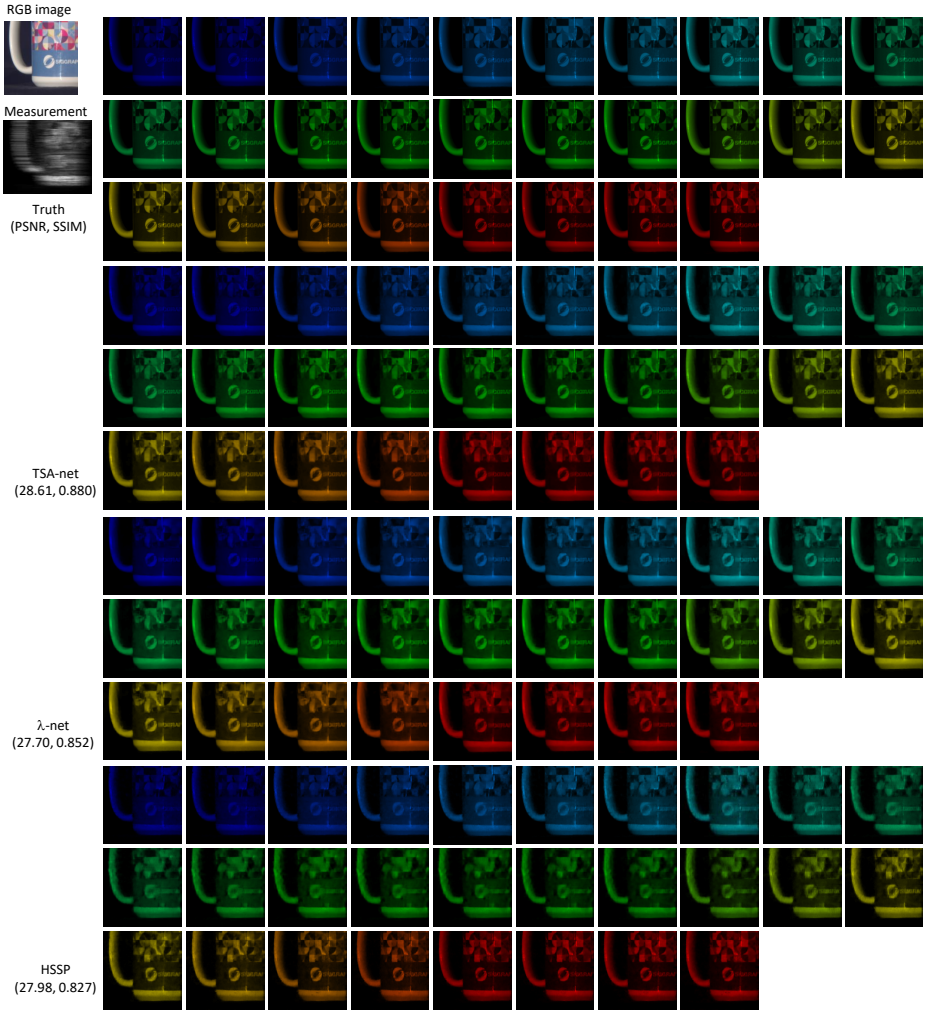 RGB image
Measurement
Truth
(PSNR, SSIM)
TSA-net
(28.61, 0.880)
λ-net
(27.70, 0.852)
HSSP
(27.98, 0.827)